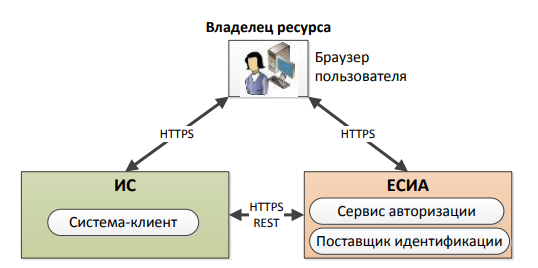 Владелец ресурса
Браузер
пользователя
HTTPS
HTTPS
ИС
Система-клиент
HTTPS
REST
ЕСИА
Сервис авторизации
Поставщик идентификации